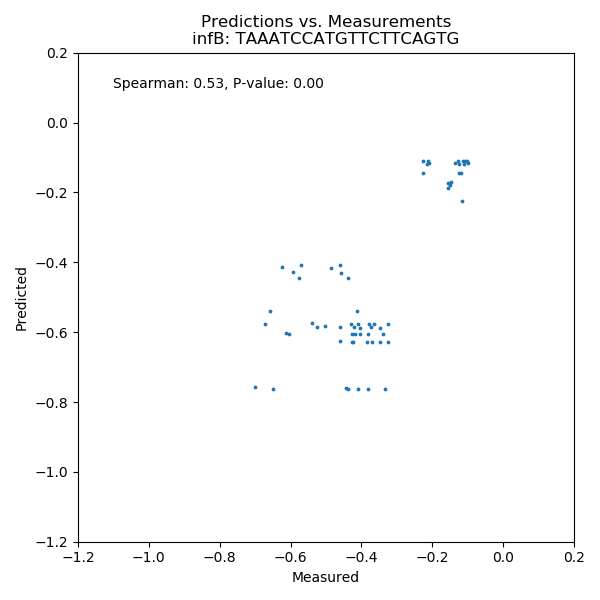 Predictions vs. Measurements
infB: TAAATCCATGTTCTTCAGTG
Spearman: 0.53, P-value: 0.00
0.2
0.0
−0.2
−0.4
−0.6
−0.8
−1.0
−1.2
Predicted
−1.2 −1.0 −0.8 −0.6 −0.4 −0.2 0.0 0.2
Measured